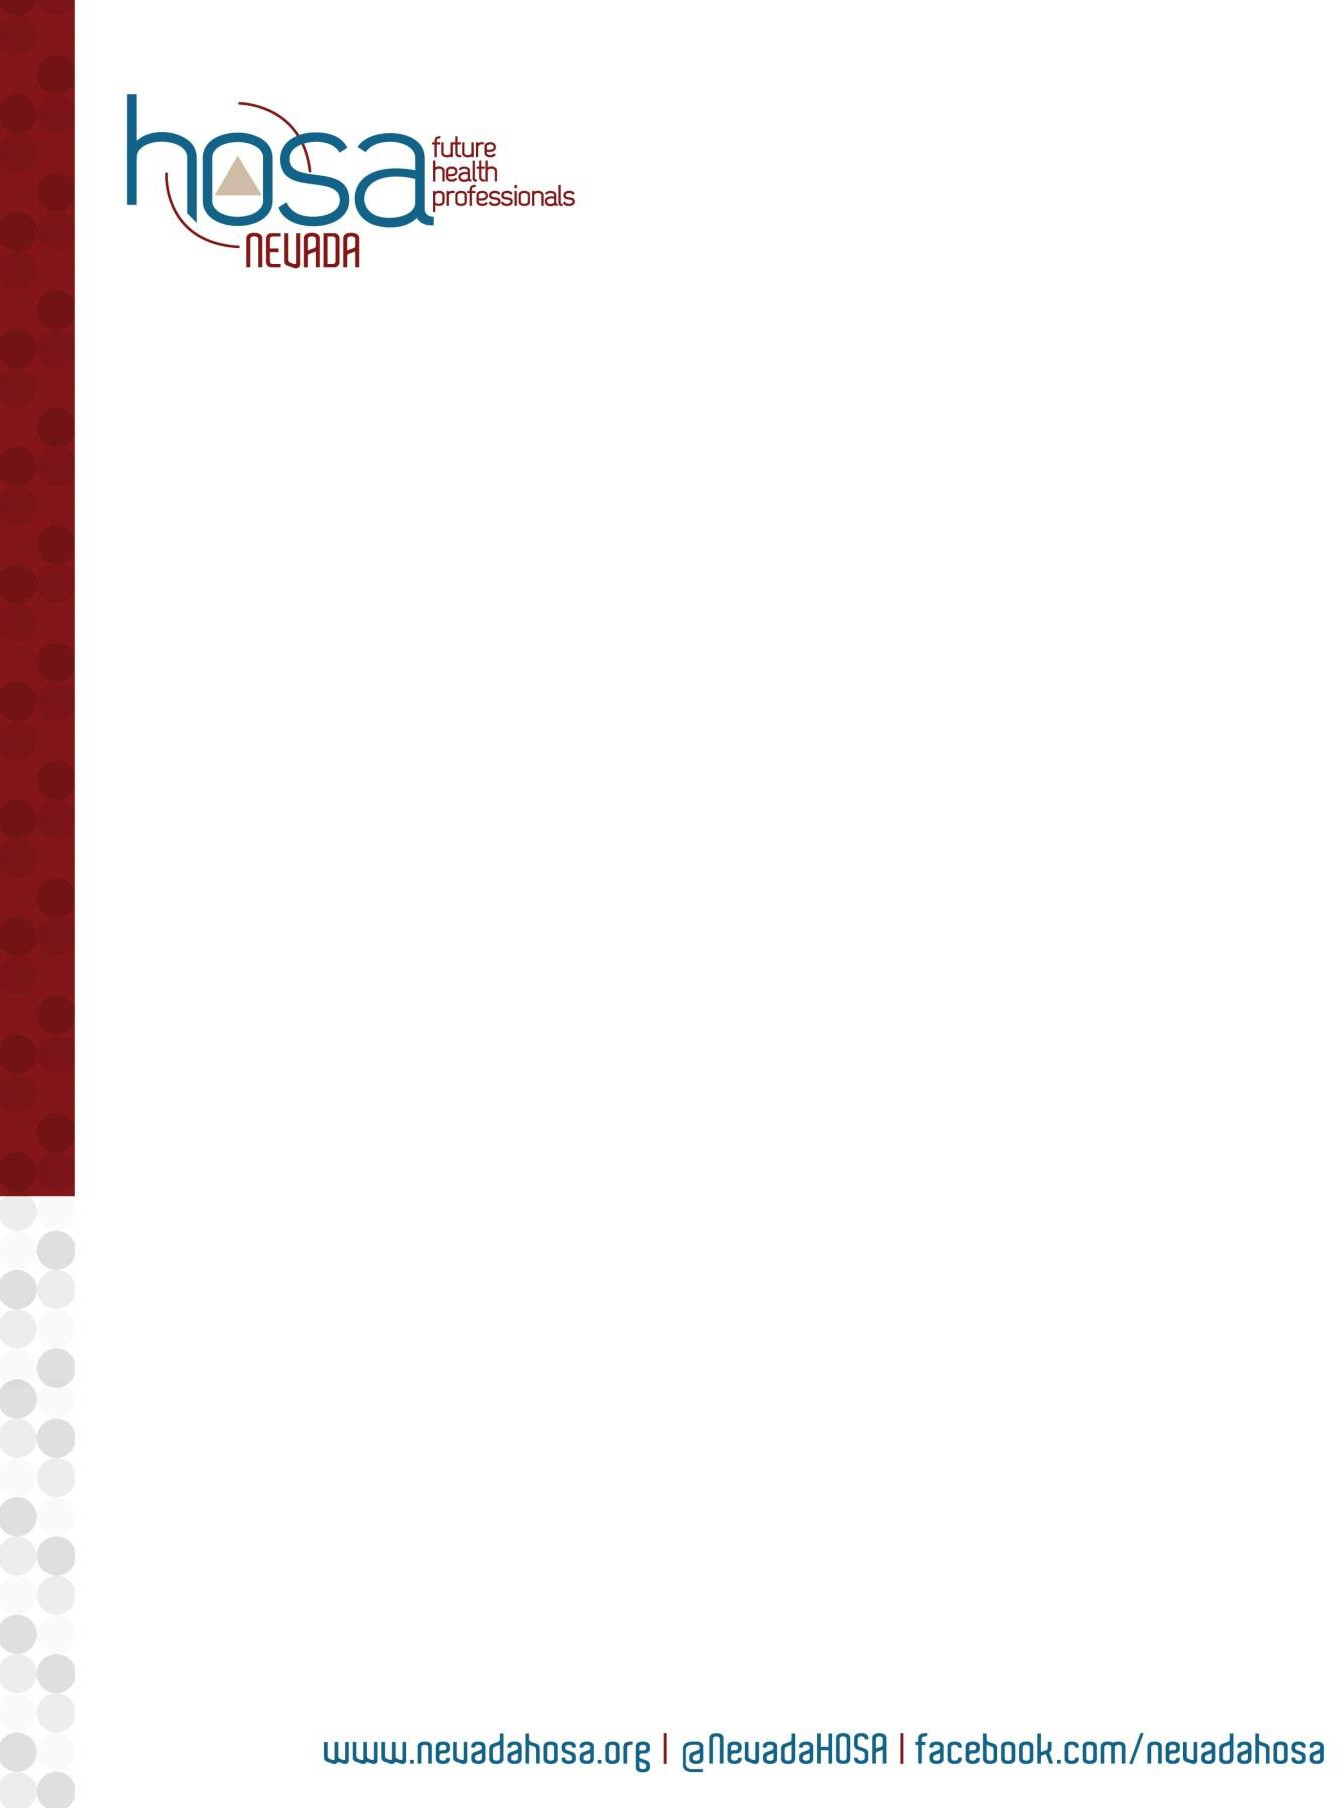 hosa
future
health
professionals
NEVADA
www.nevadahosa.org | @NevadaHOSA | facebook.com/nevadahosa